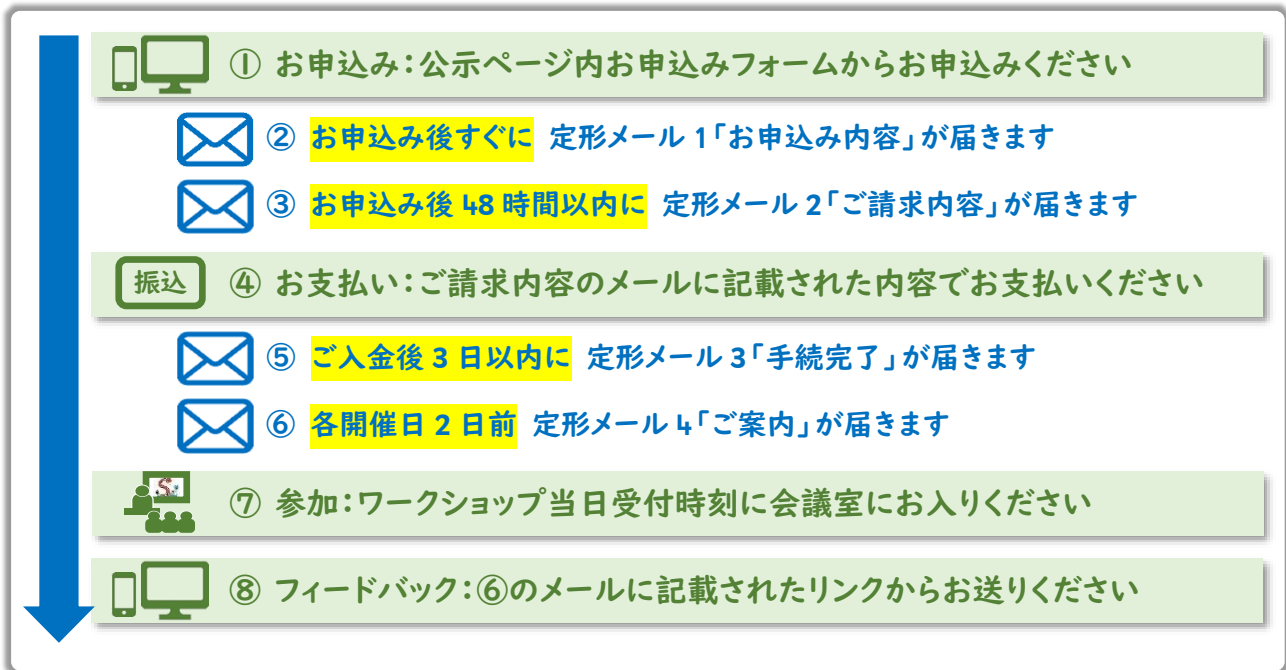 ① お申込み：公示ページ内お申込みフォームからお申込みください
② お申込み後すぐに 定形メール 1「お申込み内容」が届きます
③ お申込み後 48 時間以内に 定形メール 2「ご請求内容」が届きます
振込 ④ お支払い：ご請求内容のメールに記載された内容でお支払いください
⑤ ご入金後 3 日以内に 定形メール 3「手続完了」が届きます
⑥ 各開催日 2 日前 定形メール 4「ご案内」が届きます
⑦ 参加：ワークショップ当日受付時刻に会議室にお入りください
⑧ フィードバック：⑥のメールに記載されたリンクからお送りください